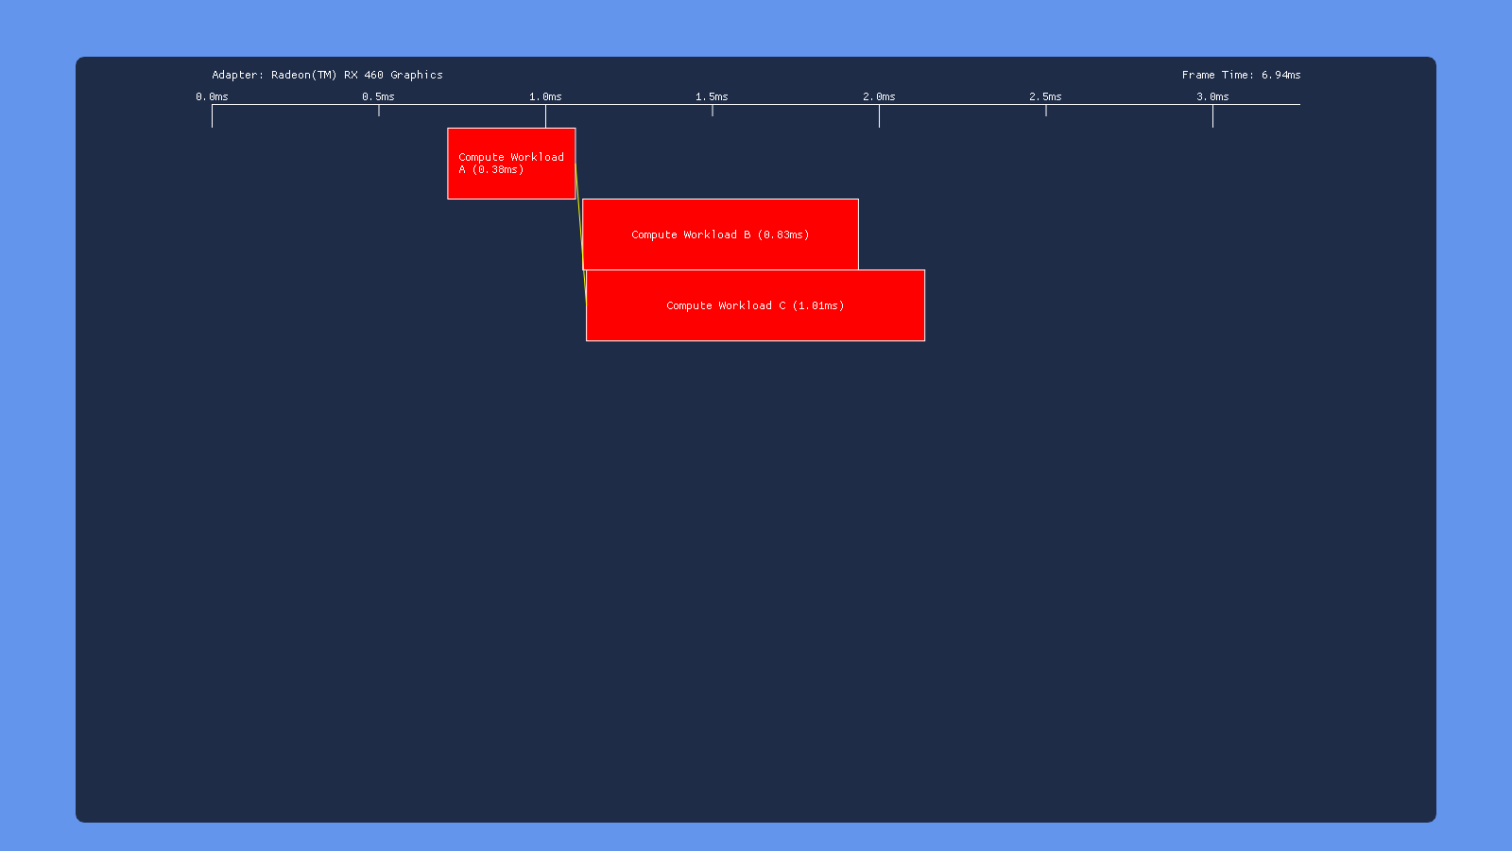 Adapter: Radeon(TM) RX 460 Graphics
Frame Time: 6.94ms
0.0ms
0.5ms
1.0ms
1.5ms
2.0ms
2.5ms
3.0ms
Compute Workload
A (0.38ms)
Compute Workload B (0.83ms)
Compute Workload C (1.01ms)